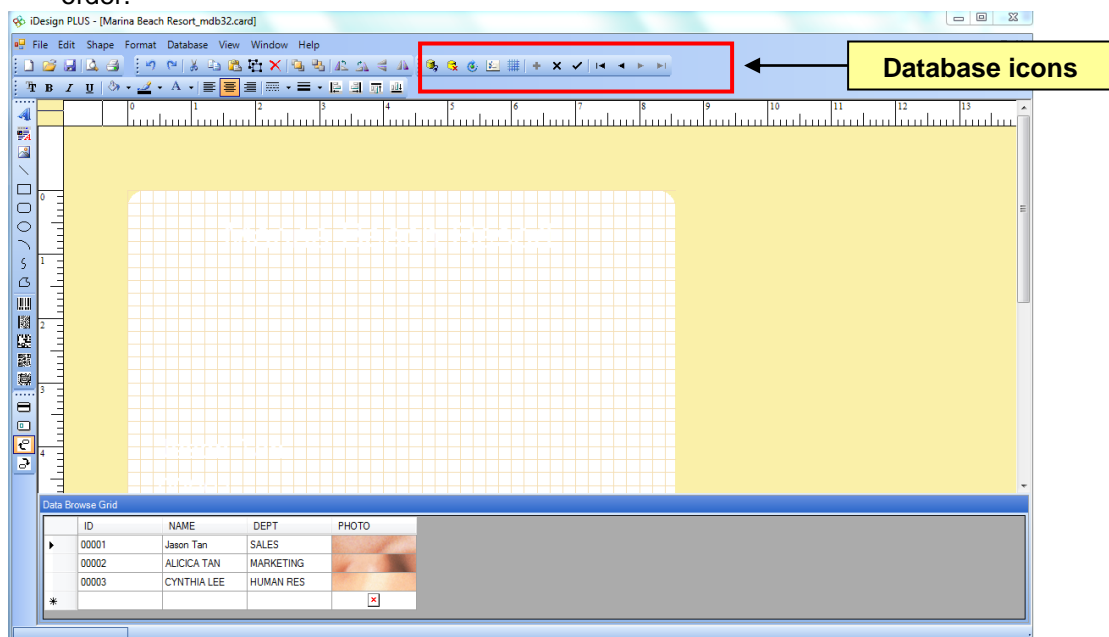 order.
iDesign PLUS - [Marina Beach Resort_mdb32.card]
File Edit Shape Format Database View Window Help
Database icons
T B I U A
0 1 2 3 4 5 6 7 8 9 10 11 12 13
0
1
2
3
4
Data Browse Grid
ID NAME DEPT PHOTO
00001 Jason Tan SALES
00002 ALICICA TAN MARKETING
00003 CYNTHIA LEE HUMAN RES